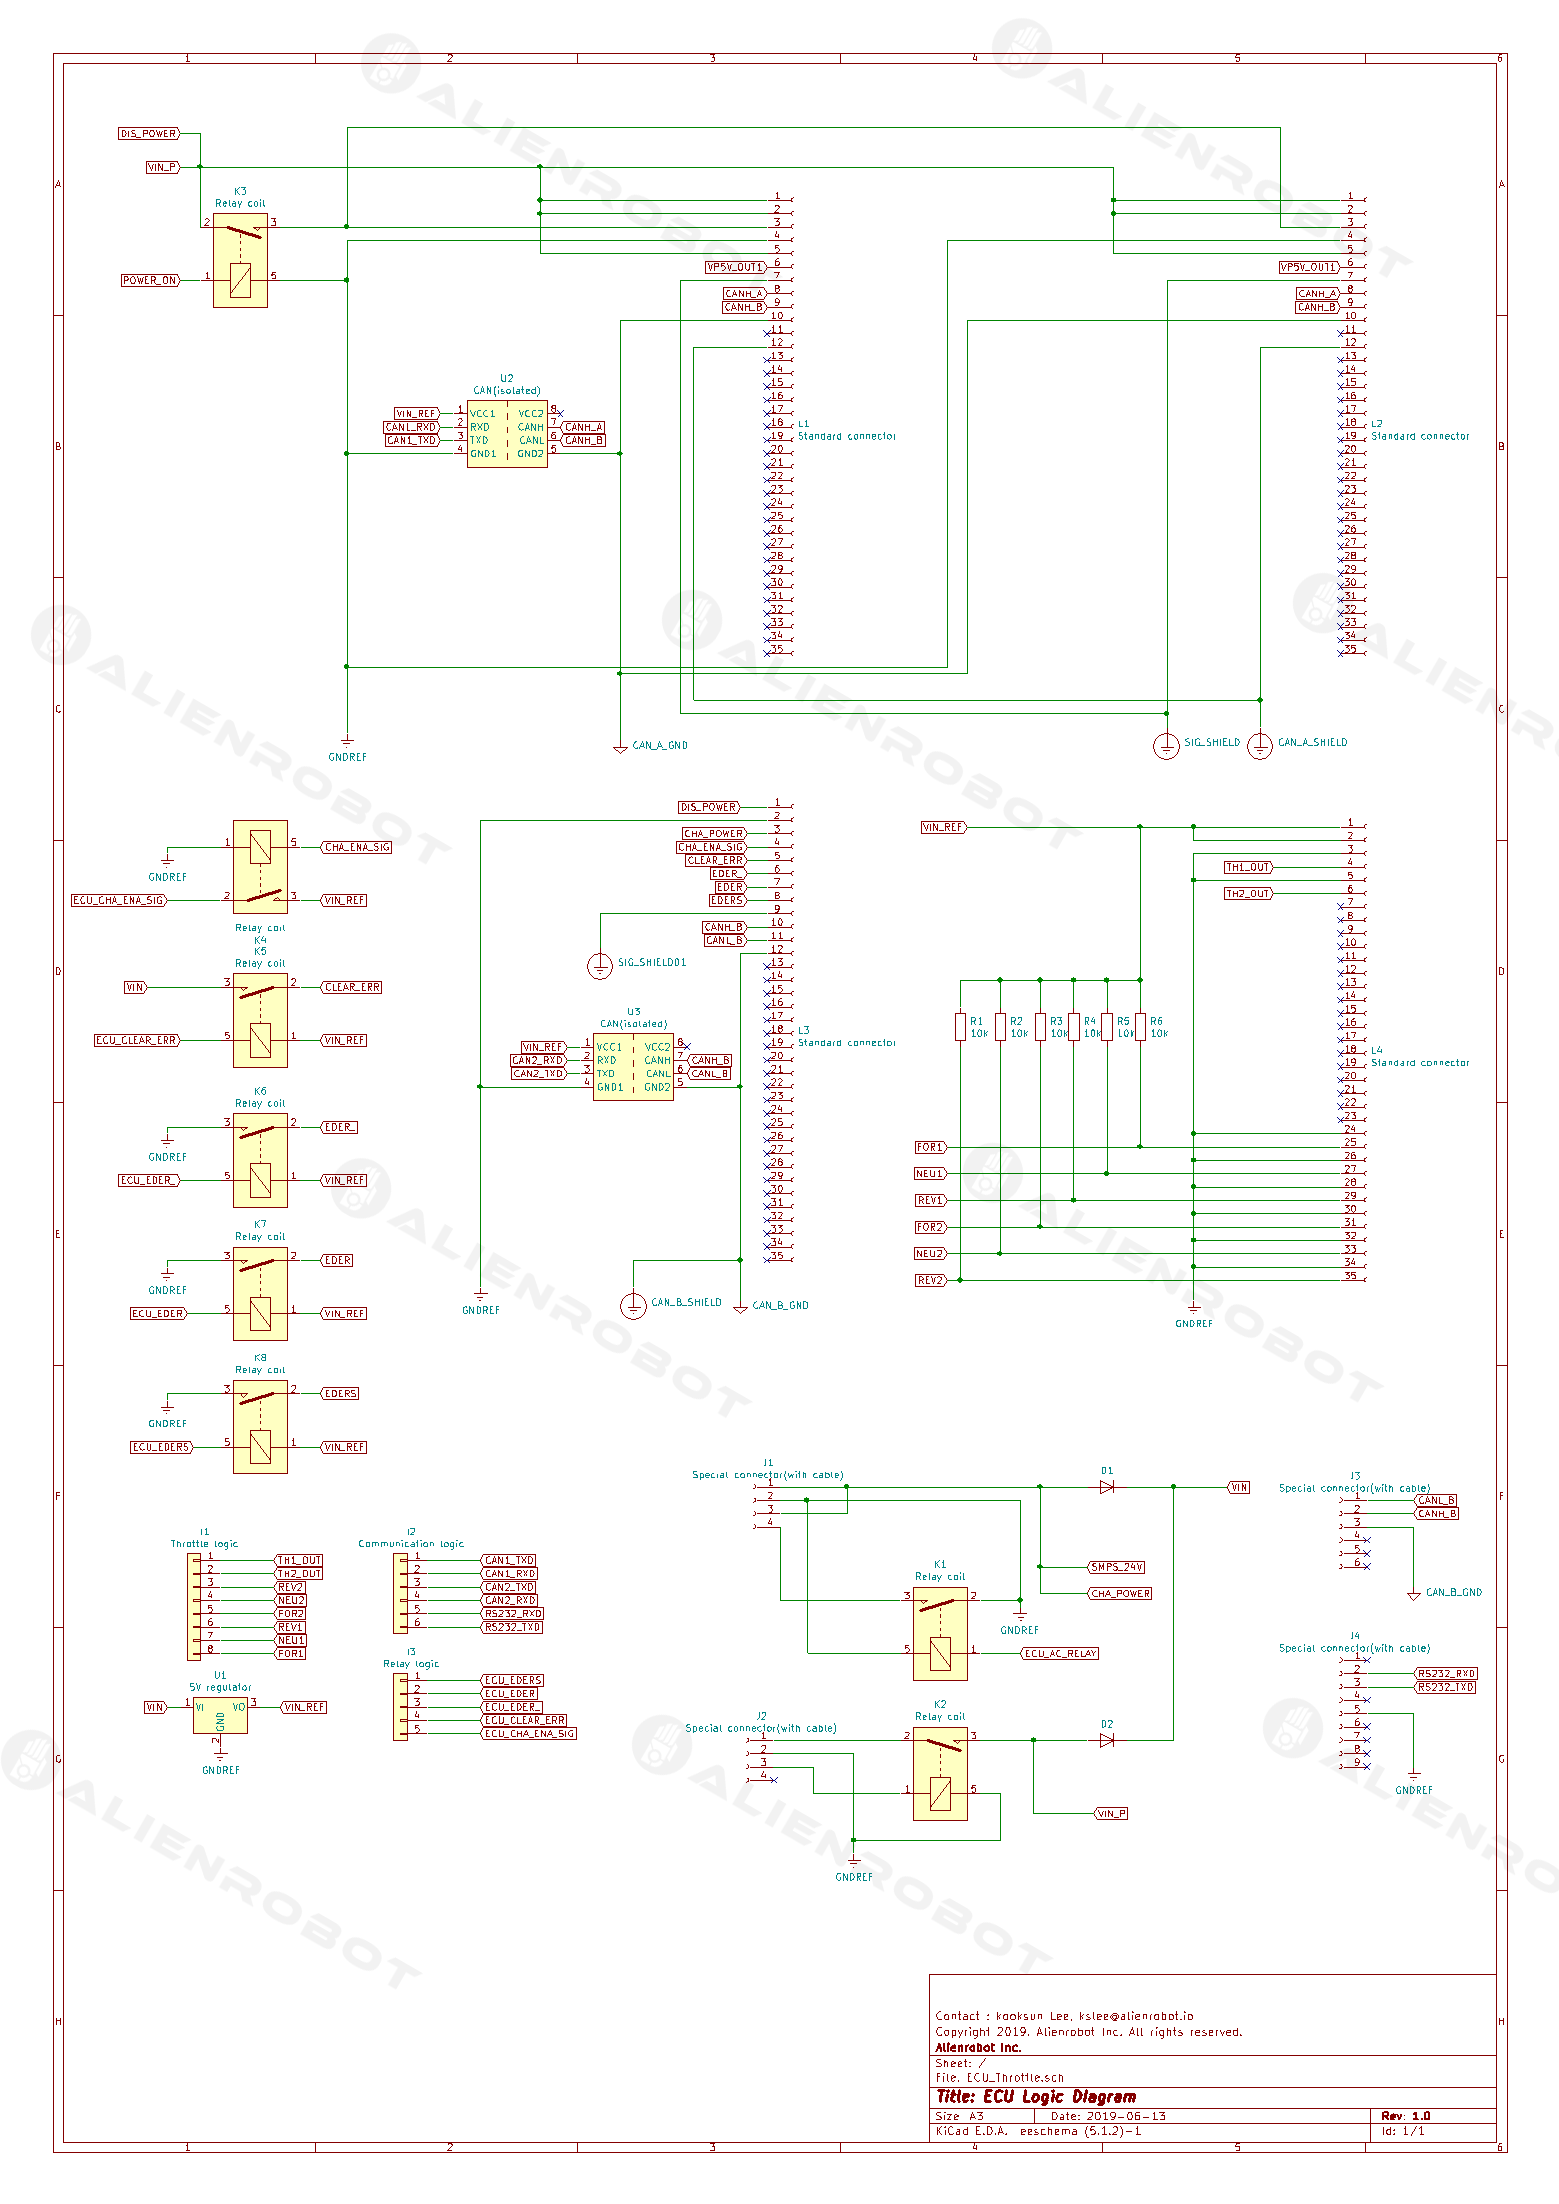 1 2 3 4 5 6
A
DIS_POWER
VIN_P
K3
Relay coil
2 3
1 5
POWER_ON
1
2
3
4
5
VP5V_OUT1 6
7
CANH_A 8
CANH_B 9
10
11
12
13
14
15
16
17
18
19
20
21
22
23
24
25
26
27
28
29
30
31
32
33
34
35
L1
Standard connector
1
2
3
4
5
VP5V_OUT1 6
7
CANH_A 8
CANH_B 9
10
11
12
13
14
15
16
17
18
19
20
21
22
23
24
25
26
27
28
29
30
31
32
33
34
35
L2
Standard connector
B
U2
CAN(isolated)
VIN_REF 1 VCC1 VCC2 8
CANL_RXD 2 RXD CANH 7 CANH_A
CAN1_TXD 3 TXD CANL 6 CANH_B
4 GND1 GND2 5
C
GNDREF
CAN_A_GND
SIG_SHIELD
CAN_A_SHIELD
1 5 CHA_ENA_SIG
GNDREF
ECU_CHA_ENA_SIG 2 3 VIN_REF
Relay coil
K4
K5
Relay coil
VIN 3 2 CLEAR_ERR
ECU_CLEAR_ERR 5 1 VIN_REF
K6
Relay coil
3 2 EDER_
GNDREF
ECU_EDER_ 5 1 VIN_REF
K7
Relay coil
3 2 EDER
GNDREF
ECU_EDER 5 1 VIN_REF
K8
Relay coil
3 2 EDERS
GNDREF
ECU_EDERS 5 1 VIN_REF
DIS_POWER 1
2
CHA_POWER 3
CHA_ENA_SIG 4
CLEAR_ERR 5
EDER_ 6
EDER 7
EDERS 8
9
CANH_B 10
CANL_B 11
12
13
14
15
16
17
18
19
20
21
22
23
24
25
26
27
28
29
30
31
32
33
34
35
L3
Standard connector
SIG_SHIELD01
U3
CAN(isolated)
VIN_REF 1 VCC1 VCC2 8
CAN2_RXD 2 RXD CANH 7 CANH_B
CAN2_TXD 3 TXD CANL 6 CANL_B
4 GND1 GND2 5
GNDREF
CAN_B_SHIELD
CAN_B_GND
VIN_REF 1
2
3
TH1_OUT 4
5
TH2_OUT 6
7
8
9
10
11
12
13
14
15
16
17
18
19
20
21
22
23
24
FOR1 25
26
NEU1 27
28
REV1 29
30
FOR2 31
32
NEU2 33
34
REV2 35
L4
Standard connector
R1 R2 R3 R4 R5 R6
10k 10k 10k 10k 10k 10k
GNDREF
D
E
F
G
H
I1
Throttle logic
1 TH1_OUT
2 TH2_OUT
3 REV2
4 NEU2
5 FOR2
6 REV1
7 NEU1
8 FOR1
I2
Communication logic
1 CAN1_TXD
2 CAN1_RXD
3 CAN2_TXD
4 CAN2_RXD
5 RS232_RXD
6 RS232_TXD
I3
Relay logic
1 ECU_EDERS
2 ECU_EDER
3 ECU_EDER_
4 ECU_CLEAR_ERR
5 ECU_CHA_ENA_SIG
U1
5V regulator
VIN 1 VI VO 3 VIN_REF
GND
2
GNDREF
J1
Special connector(with cable)
1
2
3
4
D1
VIN
SMPS_24V
CHA_POWER
K1
Relay coil
3 2
GNDREF
5 1 ECU_AC_RELAY
J2
Special connector(with cable)
1
2
3
4
K2
Relay coil
2 3
1 5
D2
VIN_P
GNDREF
J3
Special connector(with cable)
1 CANL_B
2 CANH_B
3
4
5
6
CAN_B_GND
J4
Special connector(with cable)
1
2 RS232_RXD
3 RS232_TXD
4
5
6
7
8
9
GNDREF
Contact : kooksun Lee, kslee@alienrobot.io
Copyright 2019. Alienrobot Inc. All rights reserved.
Alienrobot Inc.
Sheet: /
File: ECU_Throttle.sch
Title: ECU Logic Diagram
Size: A3 Date: 2019-06-13 Rev: 1.0
KiCad E.D.A. eeschema (5.1.2)-1 Id: 1/1
1 2 3 4 5 6
ALIENROBOT
ALIENROBOT
ALIENROBOT
ALIENROBOT
ALIENROBOT
ALIENROBOT
ALIENROBOT
ALIENROBOT
ALIENROBOT
ALIENROBOT